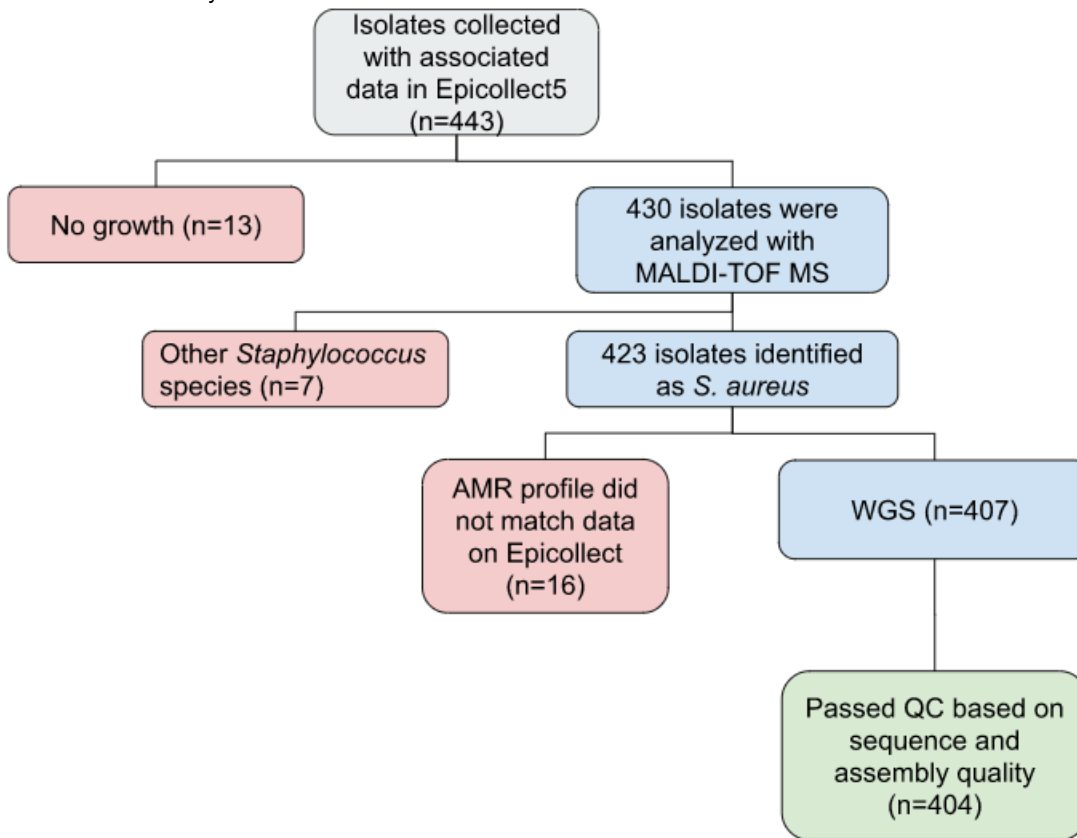 Isolates collected
with associated
data in Epicollect5
(n=443)
No growth (n=13)
430 isolates were
analyzed with
MALDI-TOF MS
Other Staphylococcus
species (n=7)
423 isolates identified
as S. aureus
AMR profile did
not match data
on Epicollect
(n=16)
WGS (n=407)
Passed QC based on
sequence and
assembly quality
(n=404)